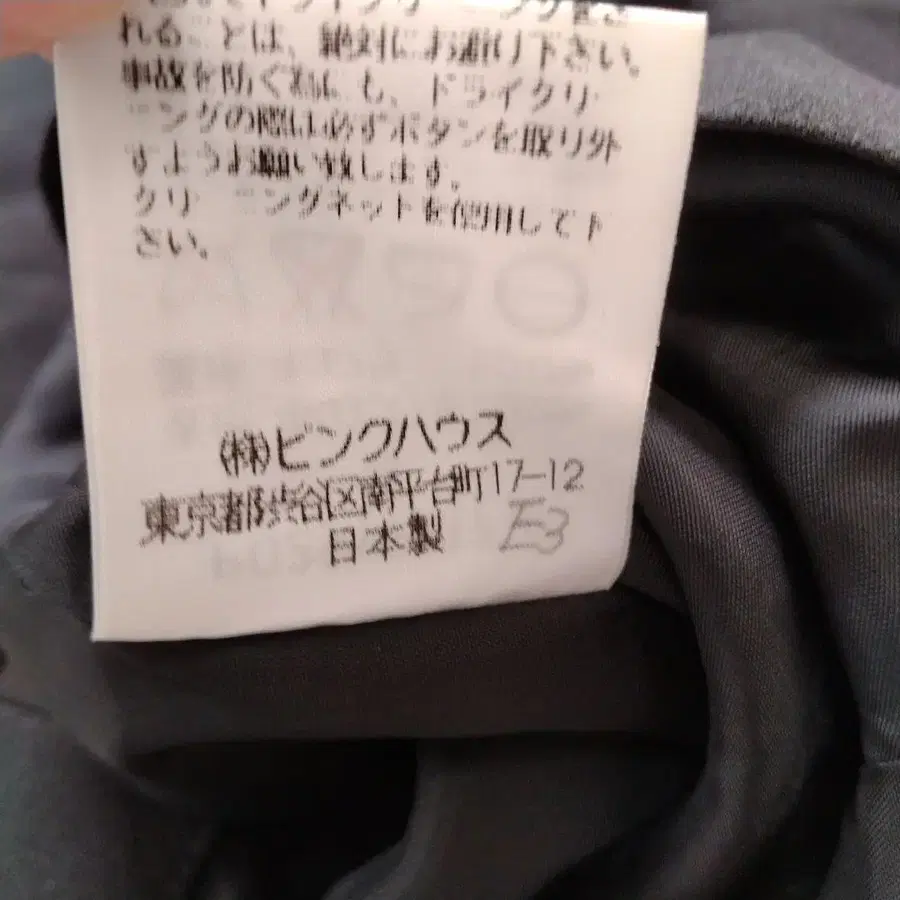 れることは、絶対にお避け下さい。
事故を防ぐ為にも、ドライクリ
ーングの際は必ずボタンを取り外
すようお願い致します。
クリーニングネットを使用して下
さい。
(株)ピンクハウス
東京都渋谷区南平台町17-12
日本製 E3